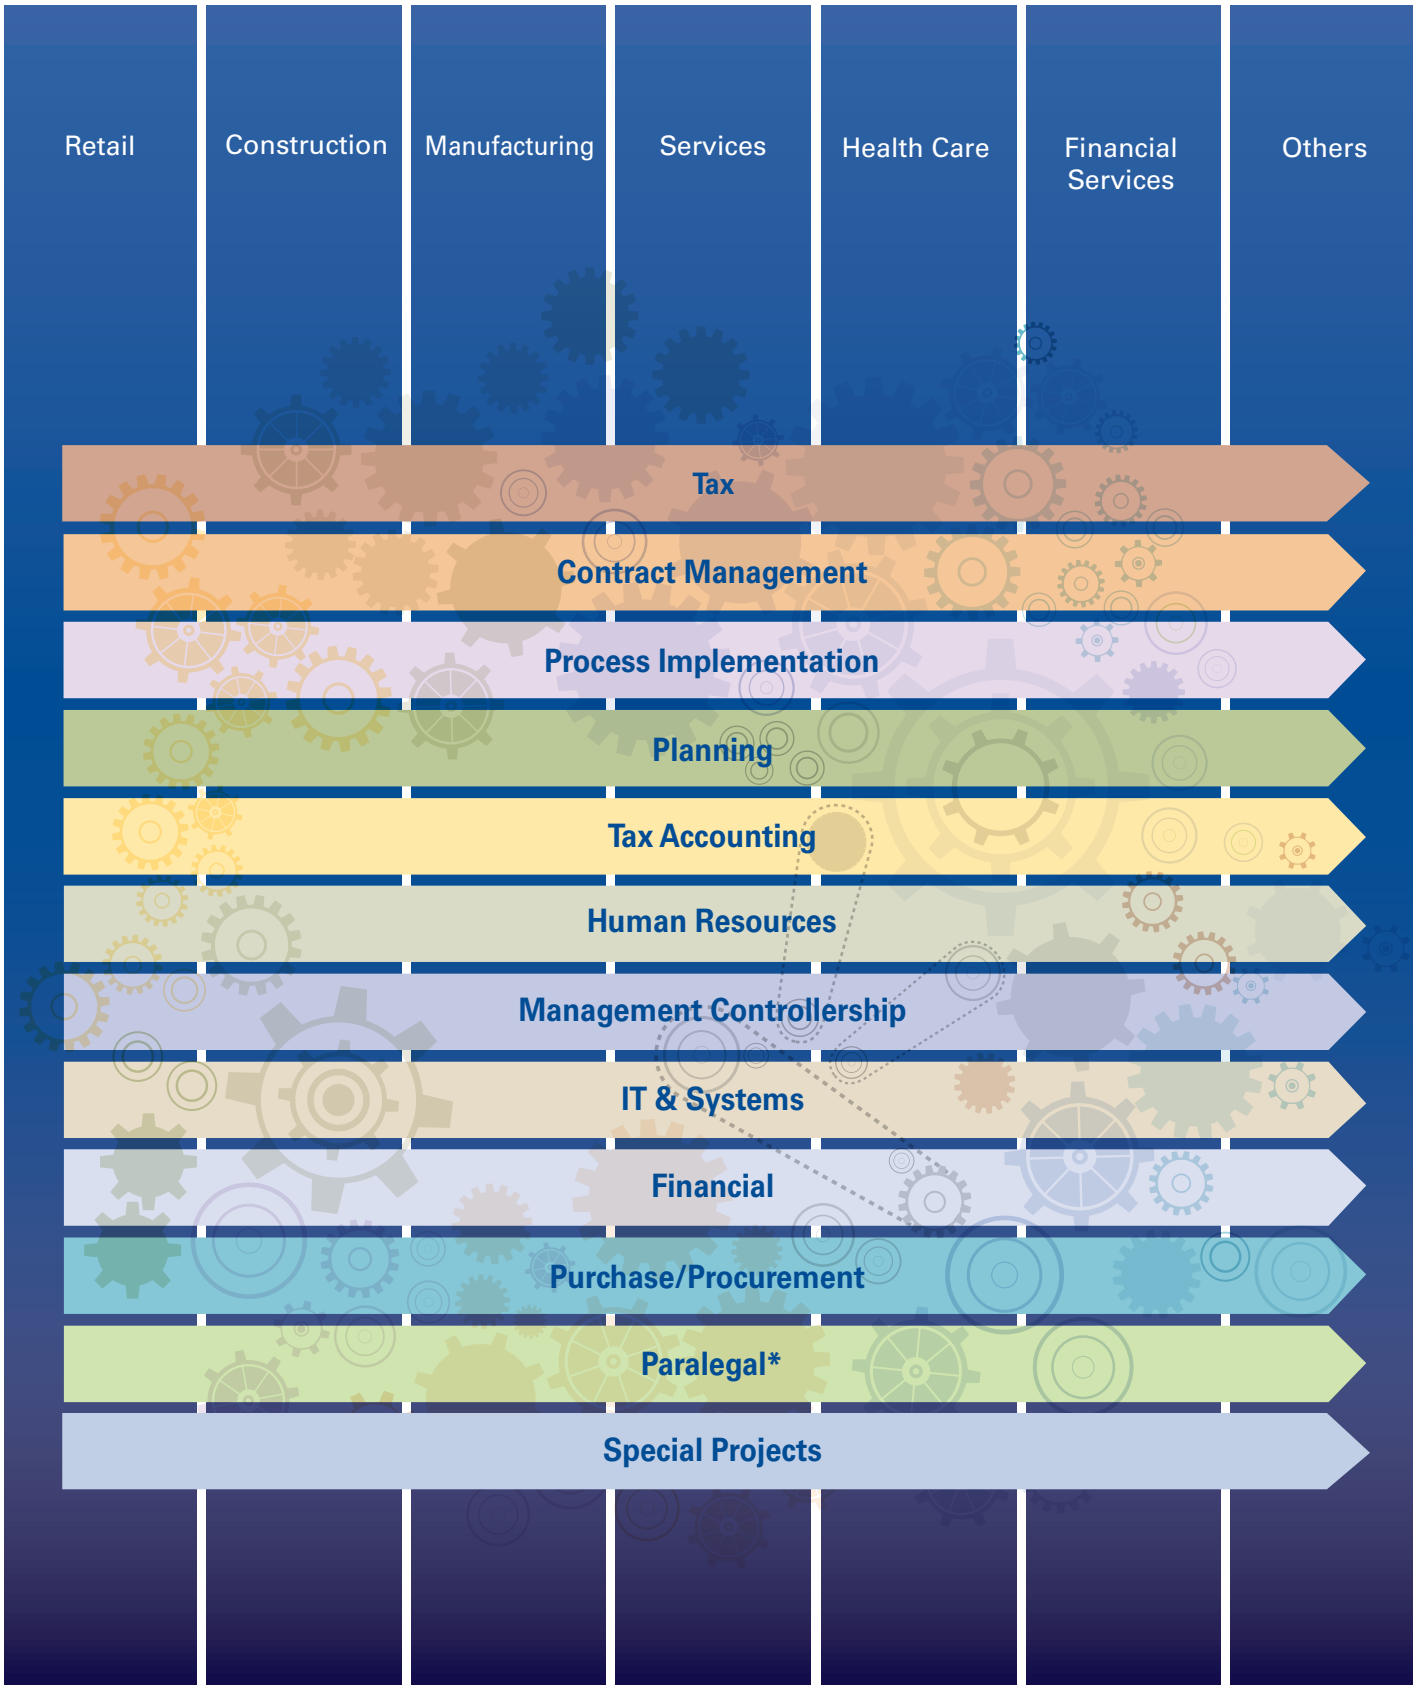 Retail
Construction
Manufacturing
Services
Health Care
Financial
Services
Others
Tax
Contract Management
Process Implementation
Planning
Tax Accounting
Human Resources
Management Controllership
IT & Systems
Financial
Purchase/Procurement
Paralegal*
Special Projects